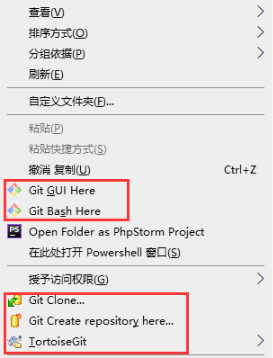 查看(V)
排序方式(O)
分组依据(P)
刷新(E)
自定义文件夹(F)...
粘贴(P)
粘贴快捷方式(S)
撤消 复制(U) Ctrl+Z
Git GUI Here
Git Bash Here
Open Folder as PhpStorm Project
在此处打开 Powershell 窗口(S)
授予访问权限(G)
Git Clone...
Git Create repository here...
TortoiseGit